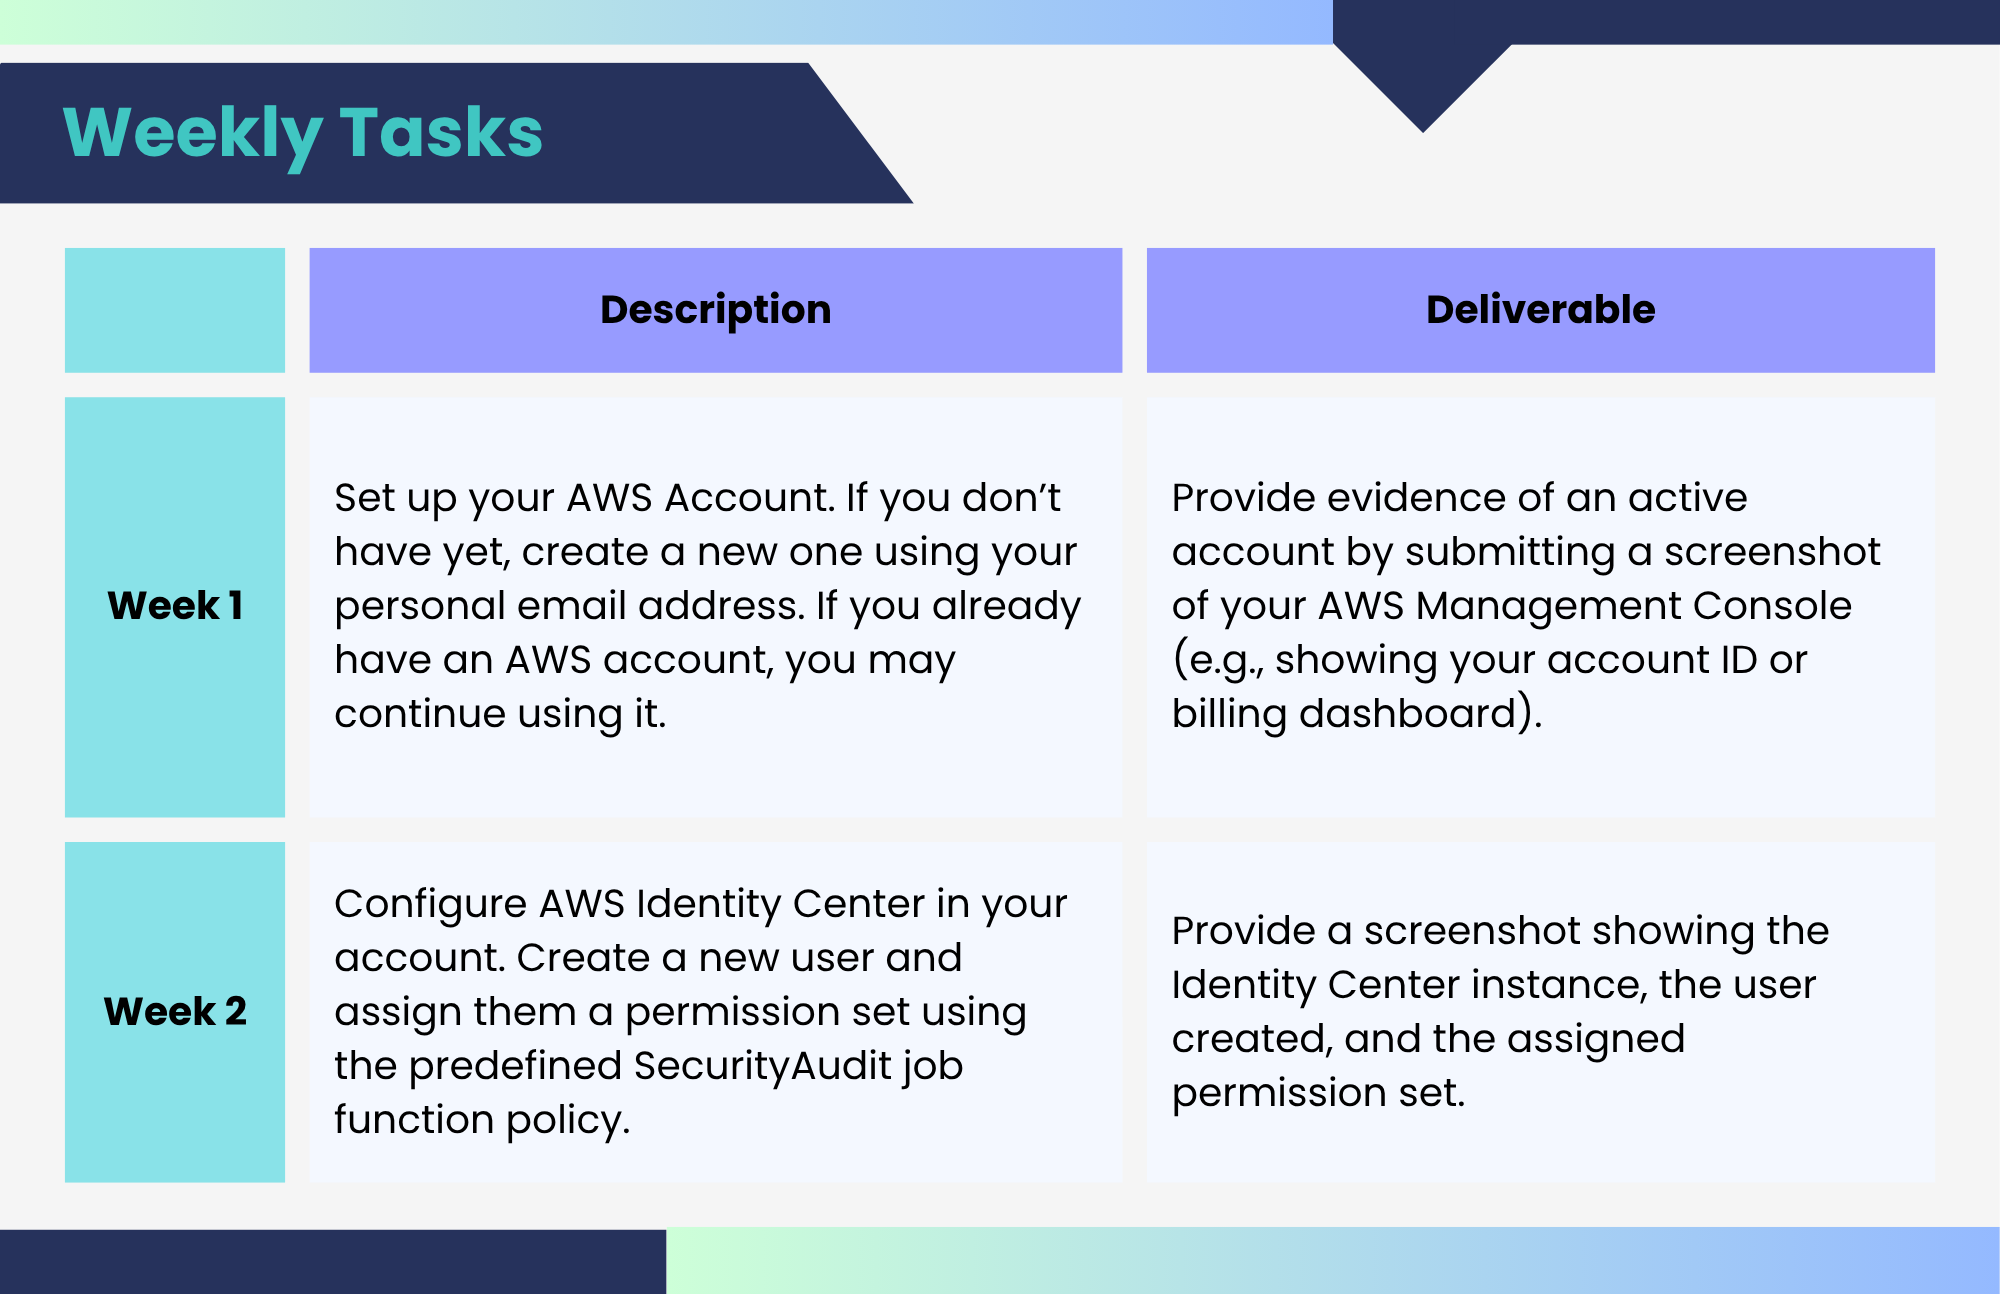 Weekly Tasks
Description
Deliverable
Week 1
Set up your AWS Account. If you don’t
have yet, create a new one using your
personal email address. If you already
have an AWS account, you may
continue using it.
Provide evidence of an active
account by submitting a screenshot
of your AWS Management Console
(e.g., showing your account ID or
billing dashboard).
Week 2
Configure AWS Identity Center in your
account. Create a new user and
assign them a permission set using
the predefined SecurityAudit job
function policy.
Provide a screenshot showing the
Identity Center instance, the user
created, and the assigned
permission set.